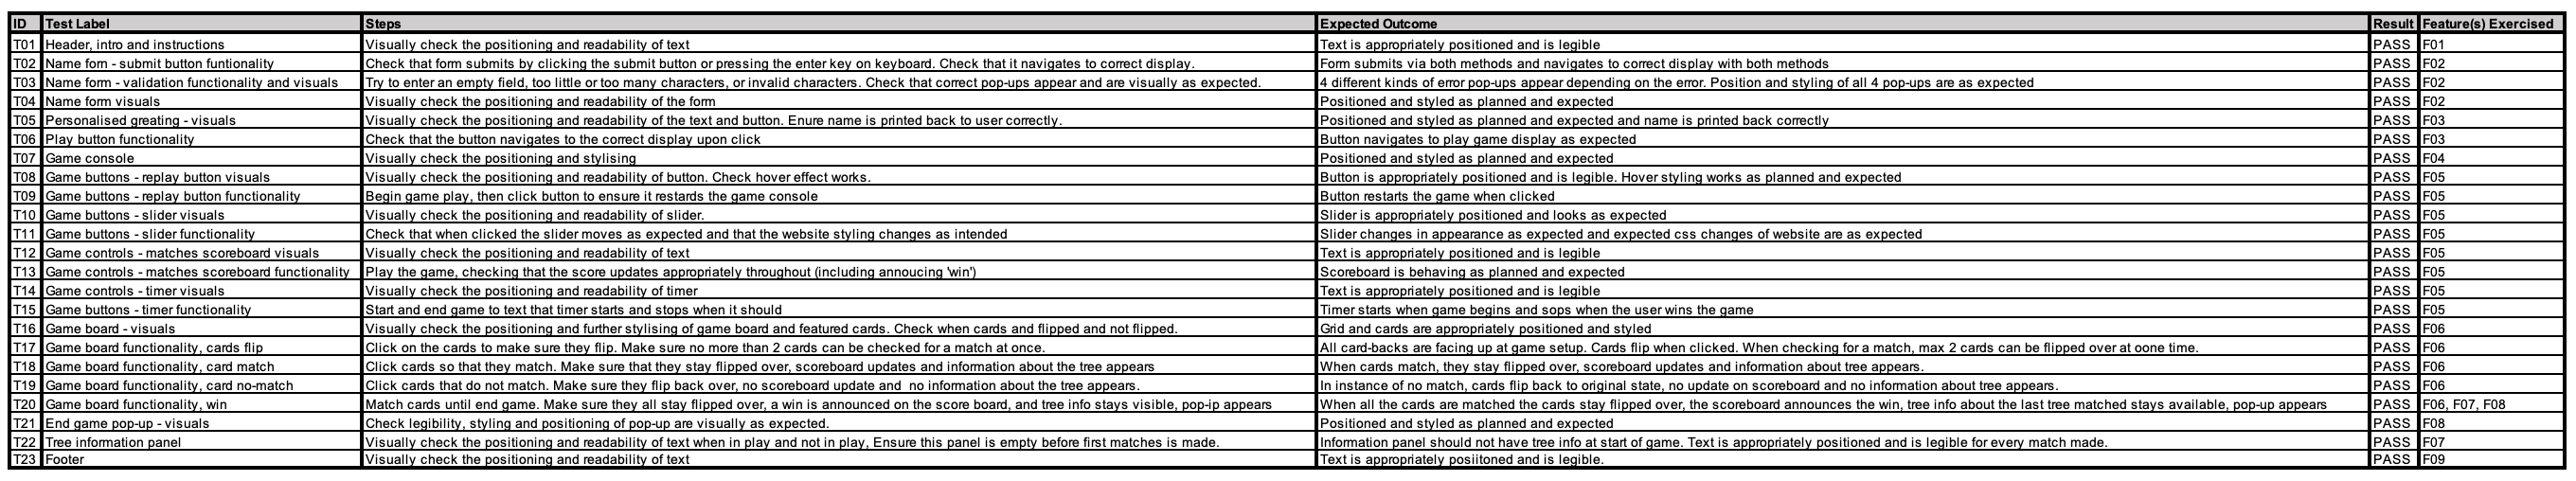 ID Test Label Steps Expected Outcome Result Feature(s) Exercised
T01 Header, intro and instructions Visually check the positioning and readability of text Text is appropriately positioned and is legible PASS F01
T02 Name fom - submit button funtionality Check that form submits by clicking the submit button or pressing the enter key on keyboard. Check that it navigates to correct display. Form submits via both methods and navigates to correct display with both methods PASS F02
T03 Name form - validation functionality and visuals Try to enter an empty field, too little or too many characters, or invalid characters. Check that correct pop-ups appear and are visually as expected. 4 different kinds of error pop-ups appear depending on the error. Position and styling of all 4 pop-ups are as expected PASS F02
T04 Name form visuals Visually check the positioning and readability of the form Positioned and styled as planned and expected PASS F02
T05 Personalised greating - visuals Visually check the positioning and readability of the text and button. Enure name is printed back to user correctly. Positioned and styled as planned and expected and name is printed back correctly PASS F03
T06 Play button functionality Check that the button navigates to the correct display upon click Button navigates to play game display as expected PASS F03
T07 Game console Visually check the positioning and stylising Positioned and styled as planned and expected PASS F04
T08 Game buttons - replay button visuals Visually check the positioning and readability of button. Check hover effect works. Button is appropriately positioned and is legible. Hover styling works as planned and expected PASS F05
T09 Game buttons - replay button functionality Begin game play, then click button to ensure it restards the game console Button restarts the game when clicked PASS F05
T10 Game buttons - slider visuals Visually check the positioning and readability of slider. Slider is appropriately positioned and looks as expected PASS F05
T11 Game buttons - slider functionality Check that when clicked the slider moves as expected and that the website styling changes as intended Slider changes in appearance as expected and expected css changes of website are as expected PASS F05
T12 Game controls - matches scoreboard visuals Visually check the positioning and readability of text Text is appropriately positioned and is legible PASS F05
T13 Game controls - matches scoreboard functionality Play the game, checking that the score updates appropriately throughout (including annoucing 'win') Scoreboard is behaving as planned and expected PASS F05
T14 Game controls - timer visuals Visually check the positioning and readability of timer Text is appropriately positioned and is legible PASS F05
T15 Game buttons - timer functionality Start and end game to text that timer starts and stops when it should Timer starts when game begins and sops when the user wins the game PASS F05
T16 Game board - visuals Visually check the positioning and further stylising of game board and featured cards. Check when cards and flipped and not flipped. Grid and cards are appropriately positioned and styled PASS F06
T17 Game board functionality, cards flip Click on the cards to make sure they flip. Make sure no more than 2 cards can be checked for a match at once. All card-backs are facing up at game setup. Cards flip when clicked. When checking for a match, max 2 cards can be flipped over at oone time. PASS F06
T18 Game board functionality, card match Click cards so that they match. Make sure that they stay flipped over, scoreboard updates and information about the tree appears When cards match, they stay flipped over, scoreboard updates and information about tree appears. PASS F06
T19 Game board functionality, card no-match Click cards that do not match. Make sure they flip back over, no scoreboard update and  no information about the tree appears. In instance of no match, cards flip back to original state, no update on scoreboard and no information about tree appears. PASS F06
T20 Game board functionality, win Match cards until end game. Make sure they all stay flipped over, a win is announced on the score board, and tree info stays visible, pop-ip appears When all the cards are matched the cards stay flipped over, the scoreboard announces the win, tree info about the last tree matched stays available, pop-up appears PASS F06, F07, F08
T21 End game pop-up - visuals Check legibility, styling and positioning of pop-up are visually as expected. Positioned and styled as planned and expected PASS F08
T22 Tree information panel Visually check the positioning and readability of text when in play and not in play, Ensure this panel is empty before first matches is made. Information panel should not have tree info at start of game. Text is appropriately positioned and is legible for every match made. PASS F07
T23 Footer Visually check the positioning and readability of text Text is appropriately posiitoned and is legible. PASS F09